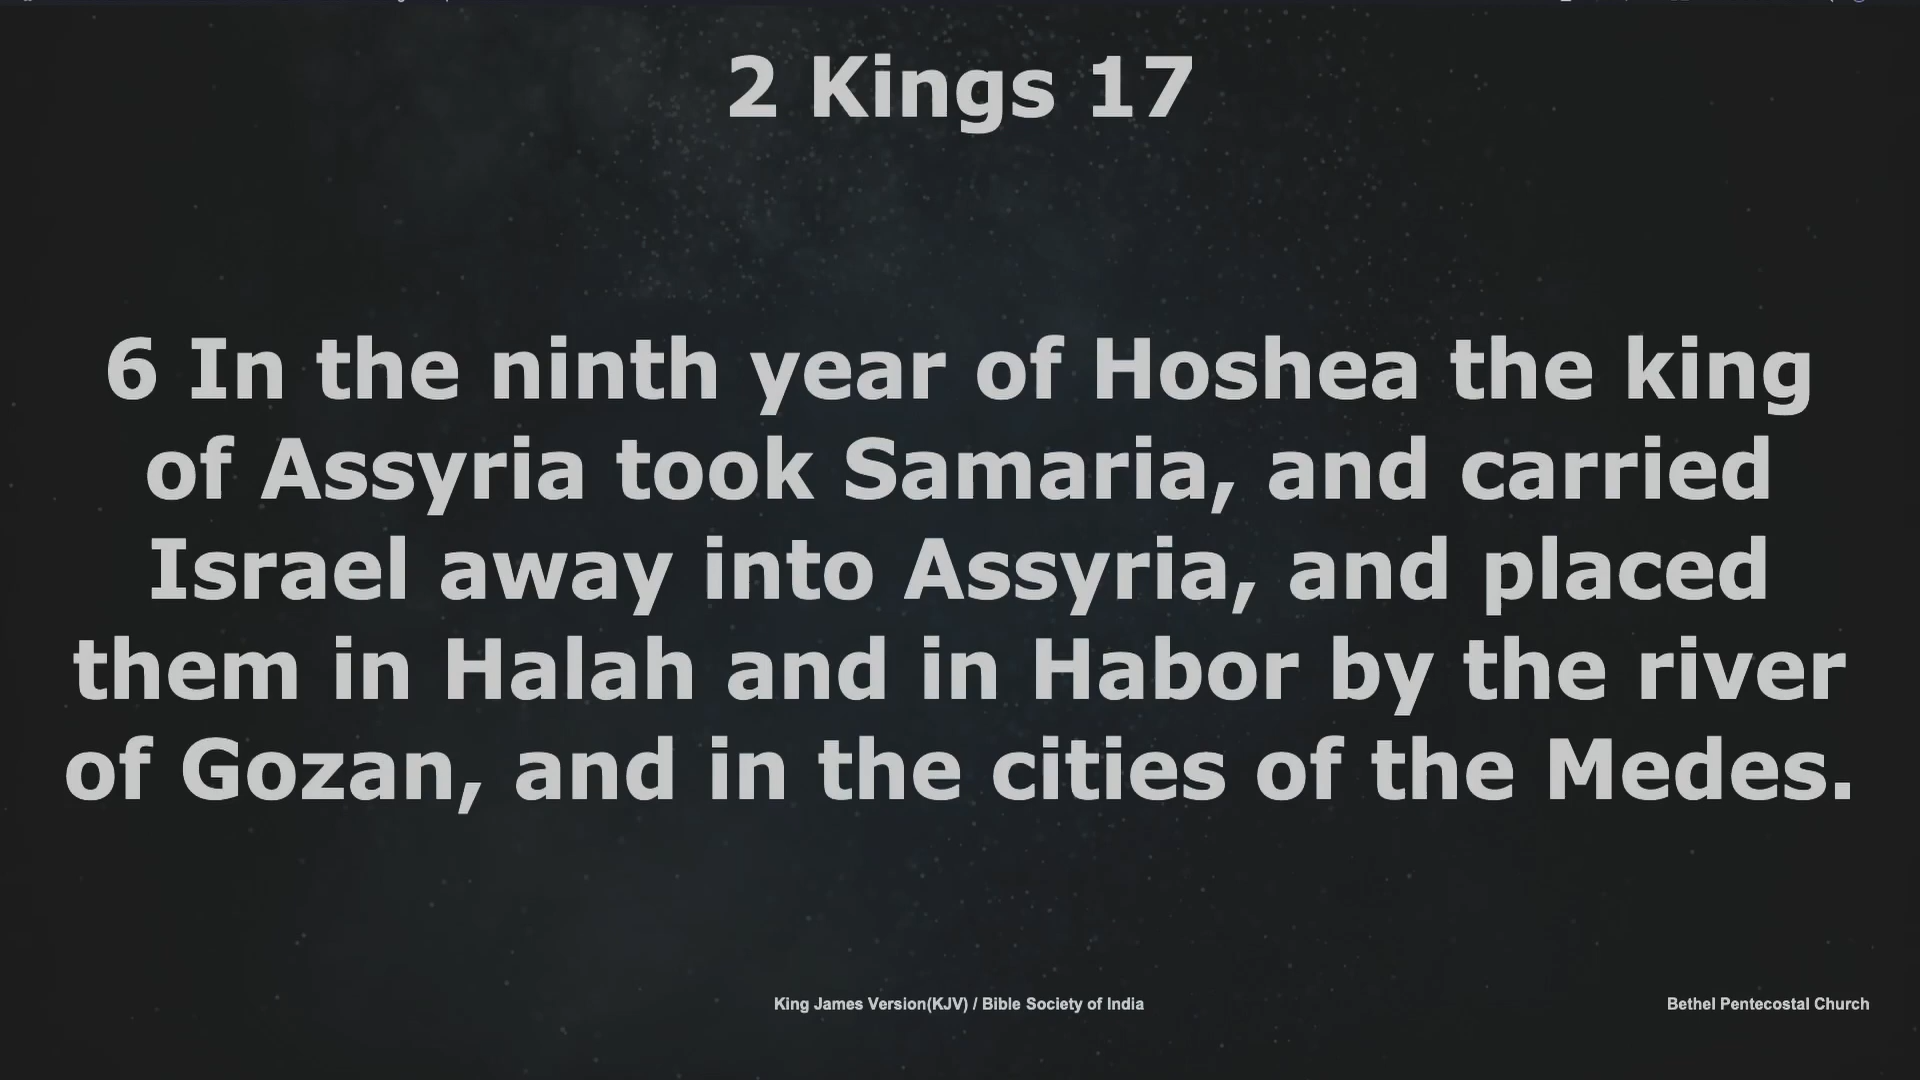 2 Kings 17
6 In the ninth year of Hoshea the king
of Assyria took Samaria, and carried
Israel away into Assyria, and placed
them in Halah and in Habor by the river
of Gozan, and in the cities of the Medes.
King James Version(KJV) / Bible Society of India
Bethel Pentecostal Church